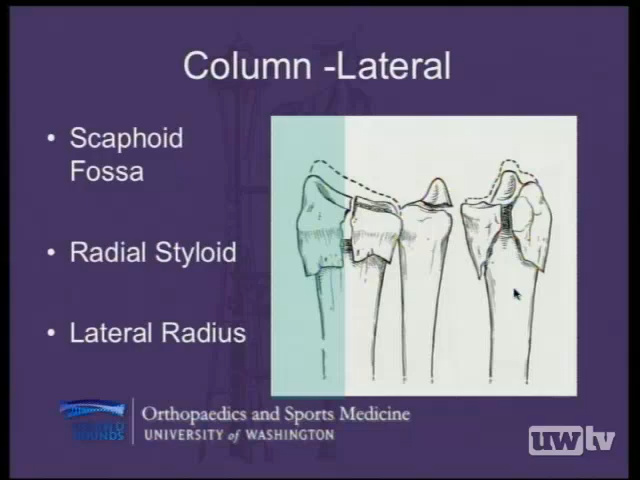 Column -Lateral
• Scaphoid
Fossa
• Radial Styloid
• Lateral Radius
Orthopaedics and Sports Medicine
UNIVERSITY of WASHINGTON
uwtv